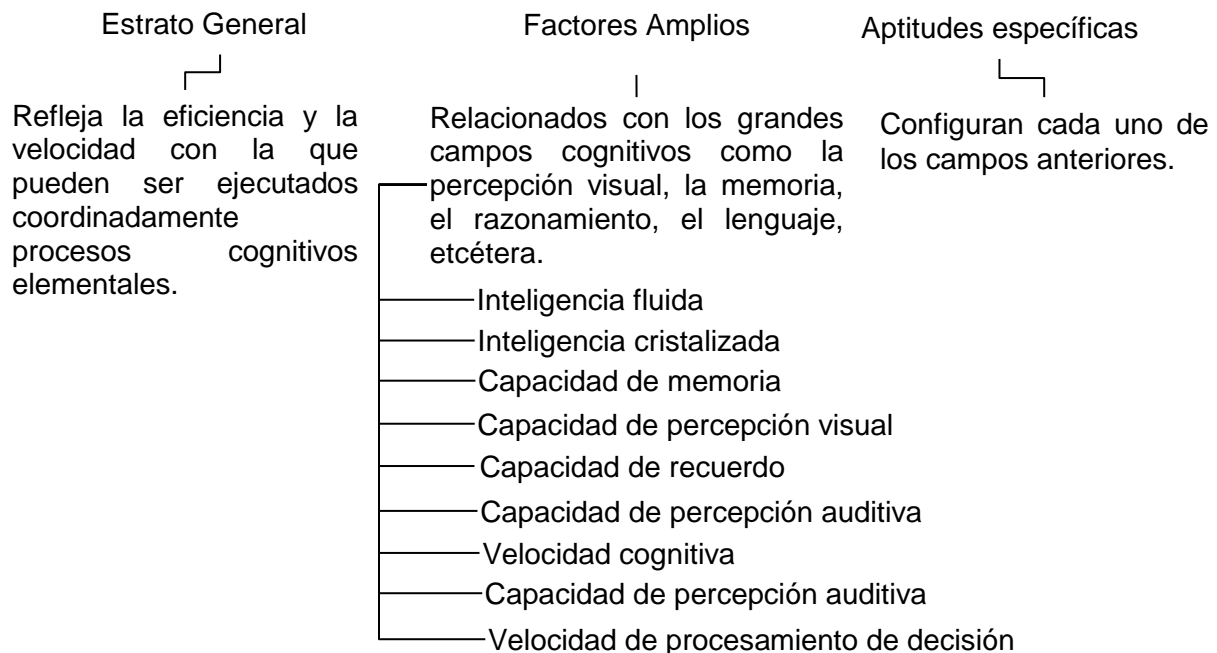 Estrato General
Refleja la eficiencia y la
velocidad con la que
pueden ser ejecutados
coordinadamente
procesos cognitivos
elementales.
Factores Amplios
Relacionados con los grandes
campos cognitivos como la
percepción visual, la memoria,
el razonamiento, el lenguaje,
etcétera.
Inteligencia fluida
Inteligencia cristalizada
Capacidad de memoria
Capacidad de percepción visual
Capacidad de recuerdo
Capacidad de percepción auditiva
Velocidad cognitiva
Capacidad de percepción auditiva
Velocidad de procesamiento de decisión
Aptitudes específicas
Configuran cada uno de
los campos anteriores.